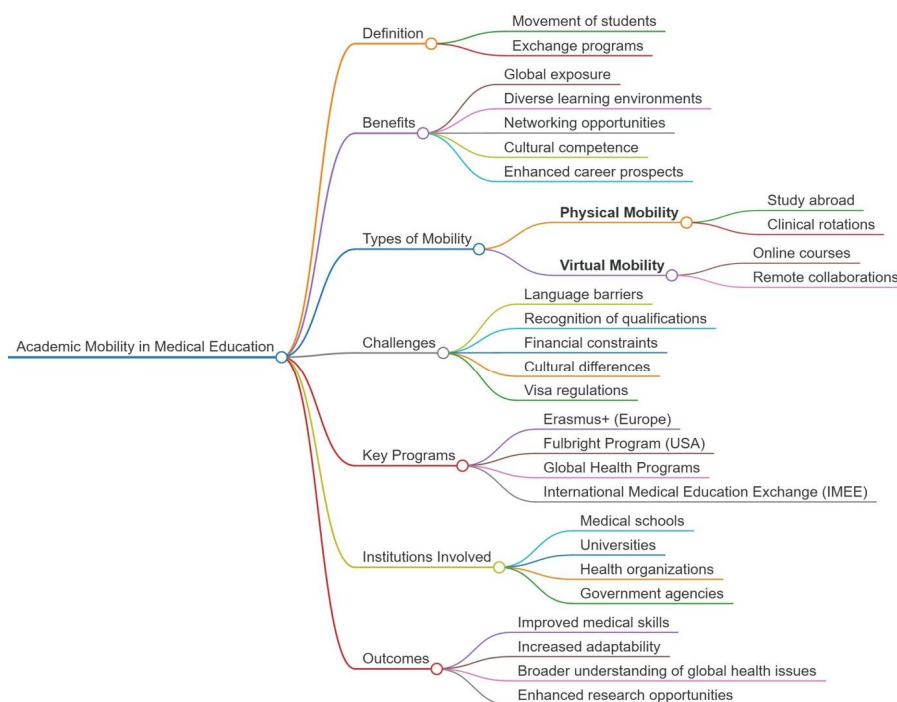 Academic Mobility in Medical Education
Definition
Movement of students
Exchange programs
Benefits
Global exposure
Diverse learning environments
Networking opportunities
Cultural competence
Enhanced career prospects
Types of Mobility
Physical Mobility
Study abroad
Clinical rotations
Virtual Mobility
Online courses
Remote collaborations
Challenges
Language barriers
Recognition of qualifications
Financial constraints
Cultural differences
Visa regulations
Key Programs
Erasmus+ (Europe)
Fulbright Program (USA)
Global Health Programs
International Medical Education Exchange (IMEE)
Institutions Involved
Medical schools
Universities
Health organizations
Government agencies
Outcomes
Improved medical skills
Increased adaptability
Broader understanding of global health issues
Enhanced research opportunities